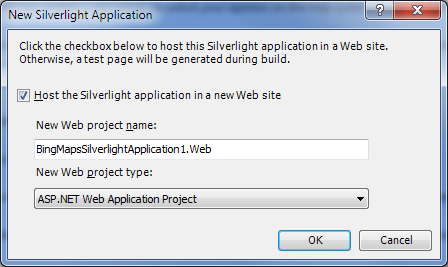 New Silverlight Application
Click the checkbox below to host this Silverlight application in a Web site.
Otherwise, a test page will be generated during build.
Host the Silverlight application in a new Web site
New Web project name:
BingMapsSilverlightApplication1.Web
New Web project type:
ASP.NET Web Application Project
OK
Cancel